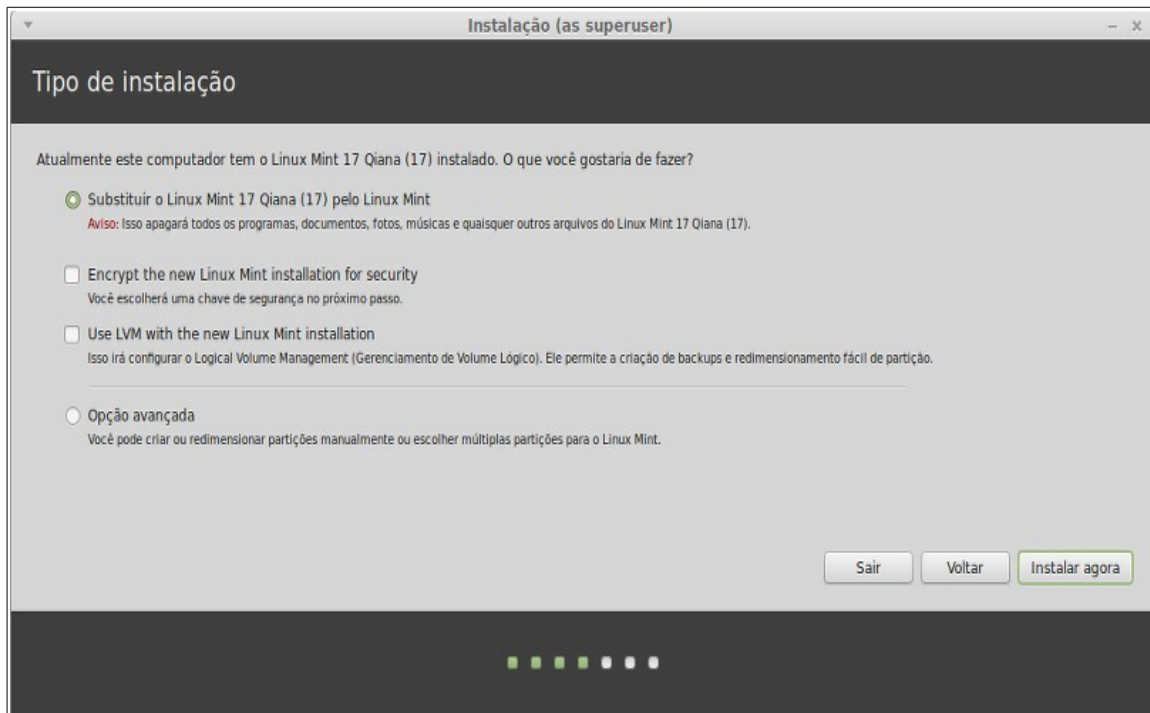 Instalação (as superuser)
Tipo de instalação
Atualmente este computador tem o Linux Mint 17 Qiana (17) instalado. O que você gostaria de fazer?
Substituir o Linux Mint 17 Qiana (17) pelo Linux Mint
Aviso: Isso apagará todos os programas, documentos, fotos, músicas e quaisquer outros arquivos do Linux Mint 17 Qiana (17).
Encrypt the new Linux Mint installation for security
Você escolherá uma chave de segurança no próximo passo.
Use LVM with the new Linux Mint installation
Isso irá configurar o Logical Volume Management (Gerenciamento de Volume Lógico). Ele permite a criação de backups e redimensionamento fácil de partição.
Opção avançada
Você pode criar ou redimensionar partições manualmente ou escolher múltiplas partições para o Linux Mint.
Sair
Voltar
Instalar agora